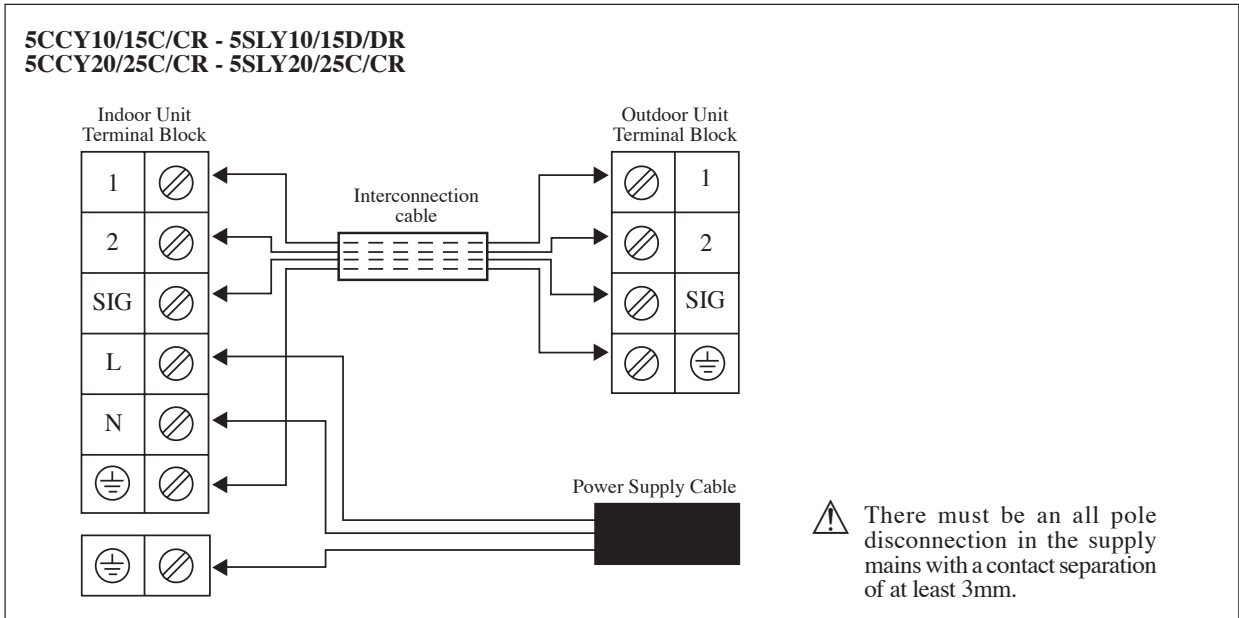 5CCY10/15C/CR - 5SLY10/15D/DR
5CCY20/25C/CR - 5SLY20/25C/CR
Indoor Unit
Terminal Block
Outdoor Unit
Terminal Block
1
2
SIG
L
N
Interconnection
cable
1
2
SIG
Power Supply Cable
There must be an all pole
disconnection in the supply
mains with a contact separation
of at least 3mm.